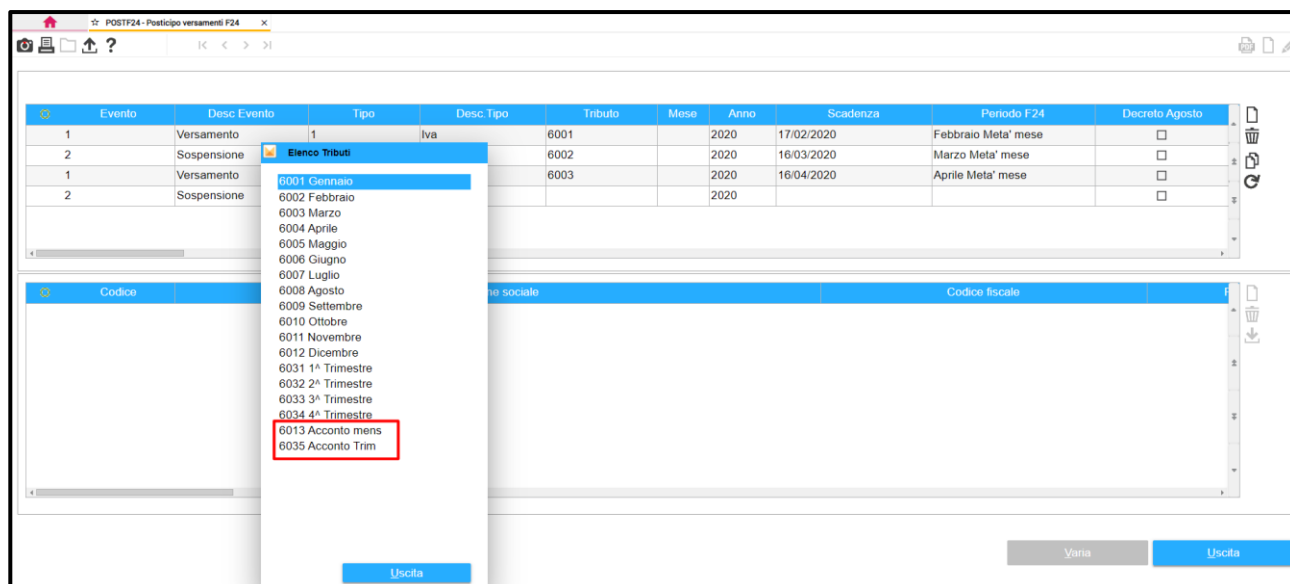 POSTF24 - Posticipo versamenti F24
Evento Desc Evento Tipo Desc.Tipo Tributo Mese Anno Scadenza Periodo F24 Decreto Agosto
1 Versamento 1 Iva 6001 2020 17/02/2020 Febbraio Meta' mese
2 Sospensione 6002 2020 16/03/2020 Marzo Meta' mese
1 Versamento 6003 2020 16/04/2020 Aprile Meta' mese
2 Sospensione 2020
Elenco Tributi
6001 Gennaio
6002 Febbraio
6003 Marzo
6004 Aprile
6005 Maggio
6006 Giugno
6007 Luglio
6008 Agosto
6009 Settembre
6010 Ottobre
6011 Novembre
6012 Dicembre
6031 1^ Trimestre
6032 2^ Trimestre
6033 3^ Trimestre
6034 4^ Trimestre
6013 Acconto mens
6035 Acconto Trim
Uscita
Codice ne sociale Codice fiscale
Varia Uscita